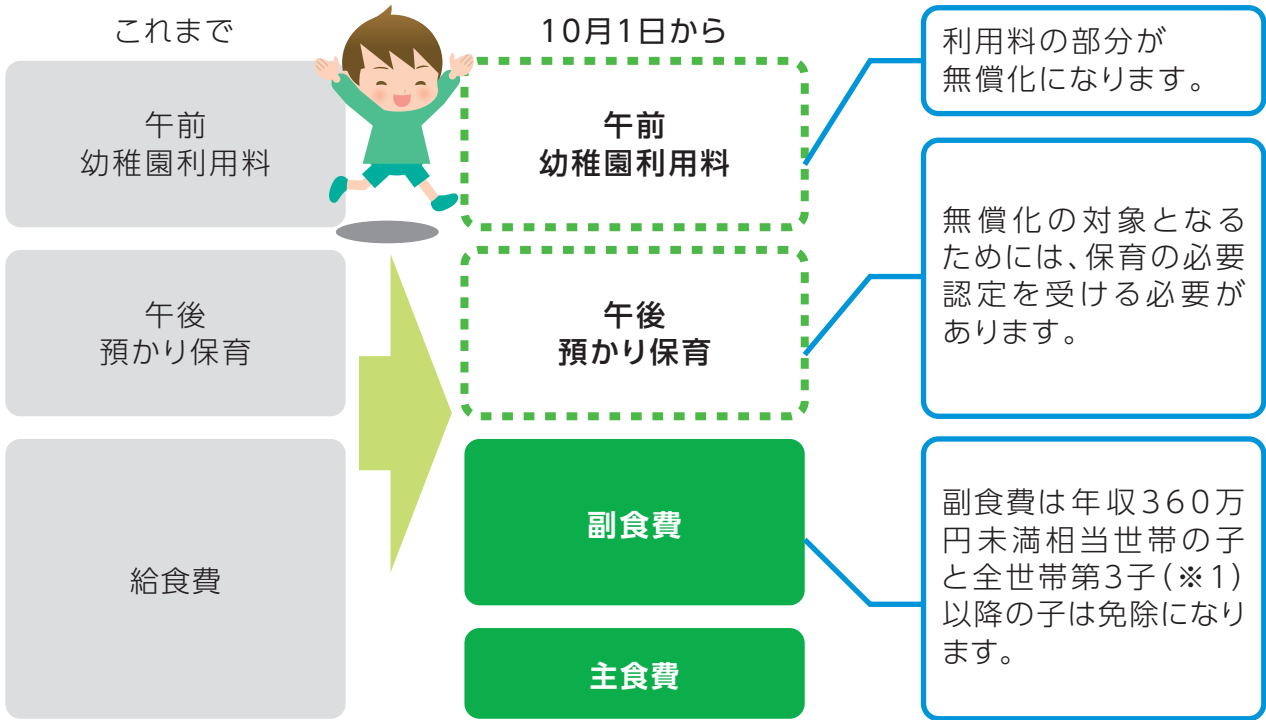 これまで
午前
幼稚園利用料
午後
預かり保育
給食費
10月1日から
午前
幼稚園利用料
午後
預かり保育
副食費
主食費
利用料の部分が
無償化になります。
無償化の対象となる
ためには、保育の必要
認定を受ける必要が
あります。
副食費は年収360万
円未満相当世帯の子
と全世帯第3子(※1)
以降の子は免除になり
ます。